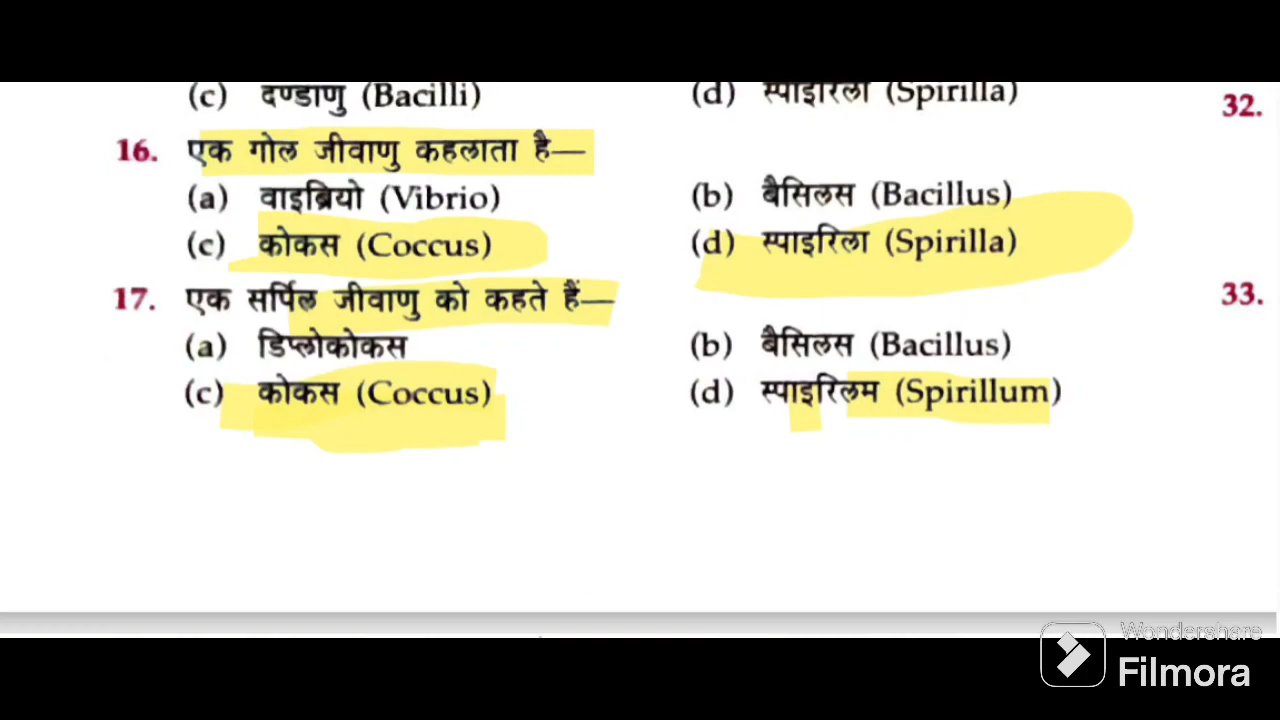 (c) दण्डाणु (Bacilli) (d) स्पाइरिला (Spirilla)
32.
16. एक गोल जीवाणु कहलाता है—
(a) वाइब्रियो (Vibrio) (b) बैसिलस (Bacillus)
(c) कोकस (Coccus) (d) स्पाइरिला (Spirilla)
17. एक सर्पिल जीवाणु को कहते हैं—
33.
(a) डिप्लोकोकस (b) बैसिलस (Bacillus)
(c) कोकस (Coccus) (d) स्पाइरिलम (Spirillum)
Wondershare
Filmora